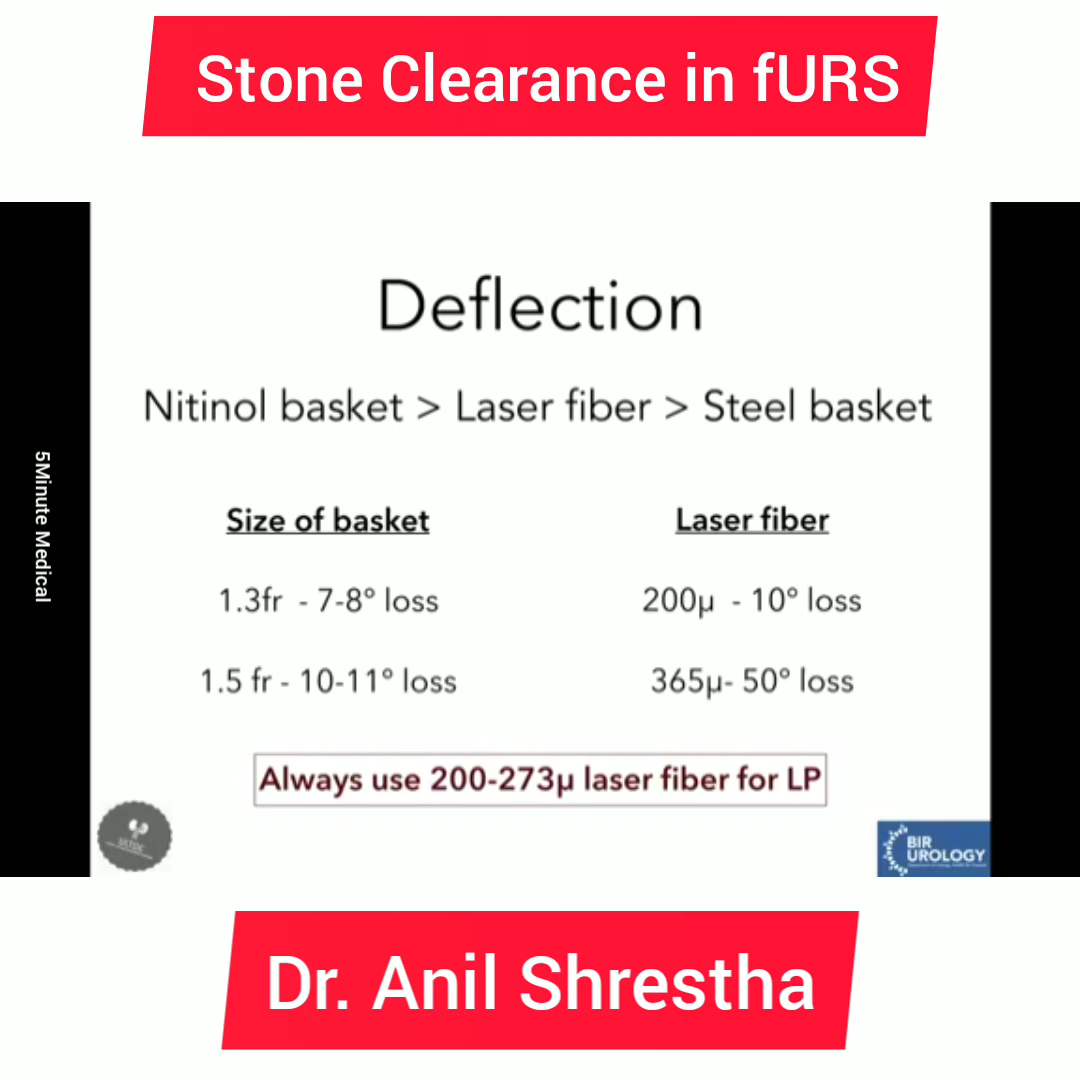 Stone Clearance in fURS
Deflection
Nitinol basket > Laser fiber > Steel basket
Size of basket
1.3fr - 7-8° loss
1.5 fr - 10-11° loss
Laser fiber
200µ - 10° loss
365µ- 50° loss
Always use 200-273µ laser fiber for LP
5Minute Medical
BIR
UROLOGY
Dr. Anil Shrestha